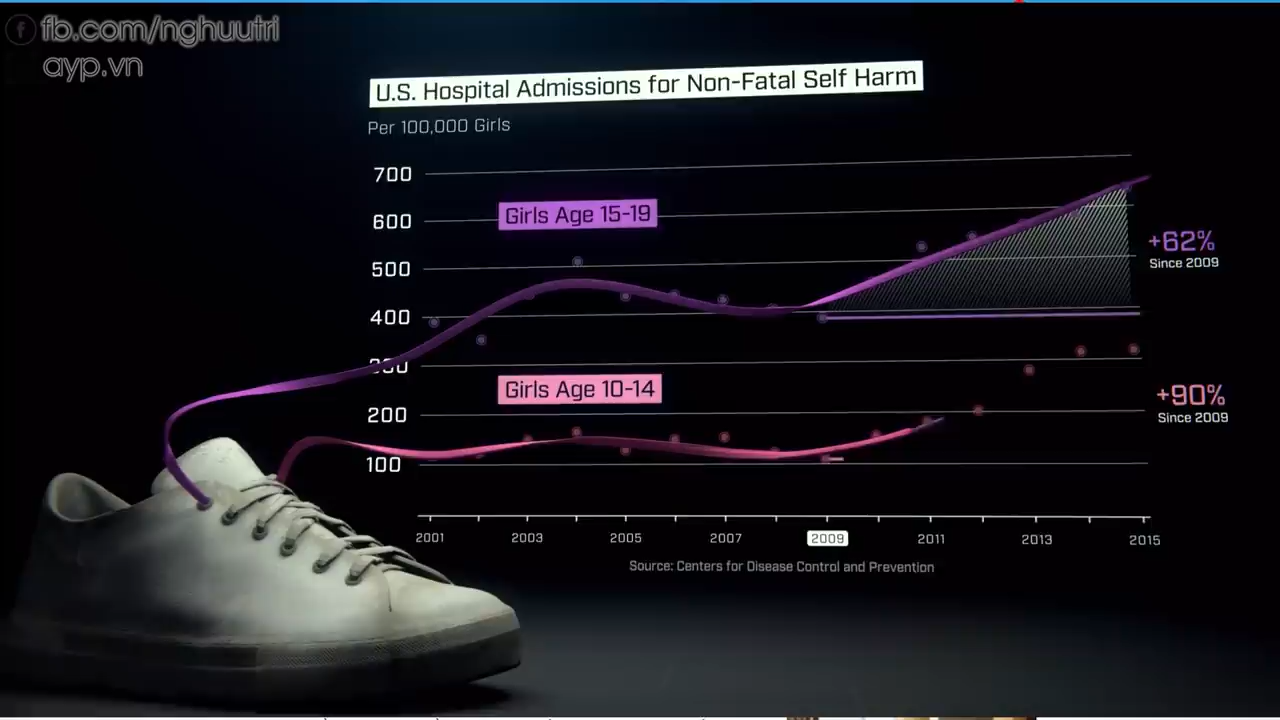 fb.com/nghuutri
ayp.vn
U.S. Hospital Admissions for Non-Fatal Self Harm
Per 100,000 Girls
700
600
Girls Age 15-19
+62%
Since 2009
500
400
300
Girls Age 10-14
+90%
Since 2009
200
100
2001 2003 2005 2007 2009 2011 2013 2015
Source: Centers for Disease Control and Prevention